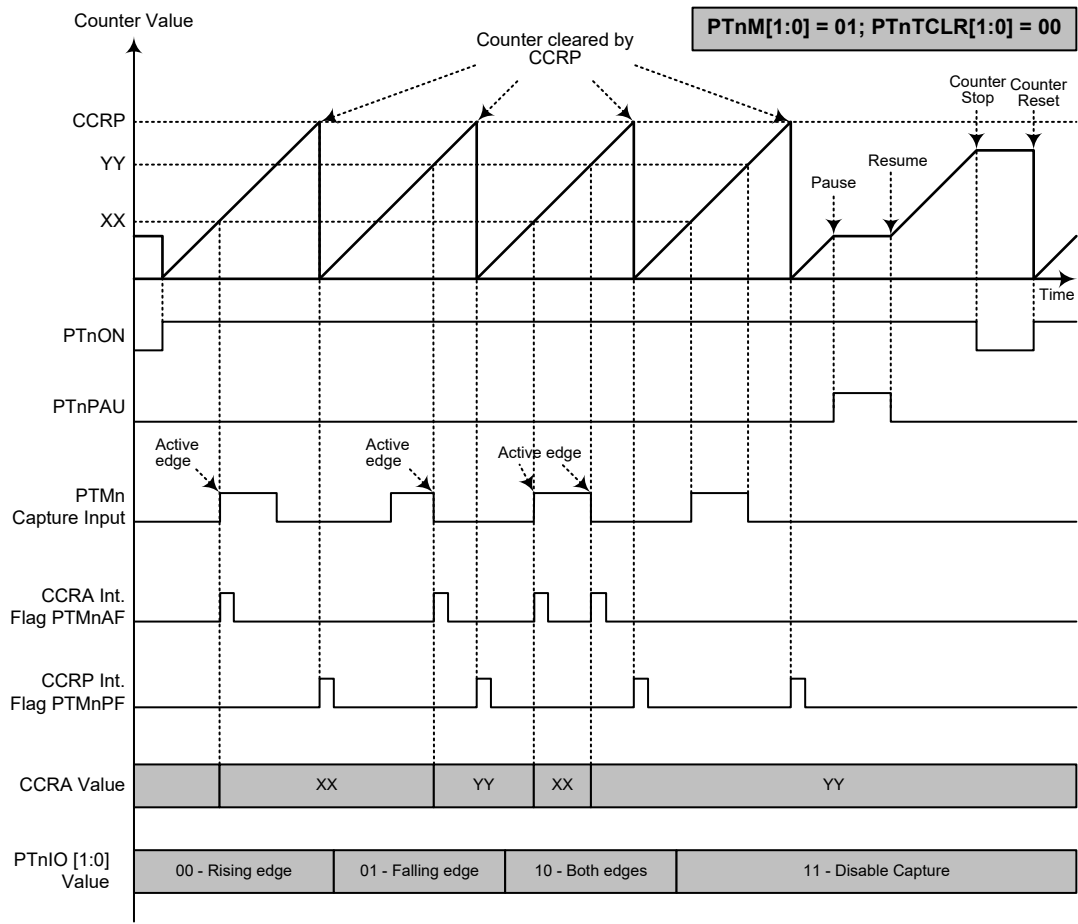 Counter Value
PTnM[1:0] = 01; PTnTCLR[1:0] = 00
Counter cleared by
CCRP
Counter
Stop
Counter
Reset
CCRP
YY
XX
Pause
Resume
Time
PTnON
PTnPAU
Active
edge
Active
edge
Active edge
PTMn
Capture Input
CCRA Int.
Flag PTMnAF
CCRP Int.
Flag PTMnPF
CCRA Value
XX
YY
XX
YY
PTnIO [1:0]
Value
00 - Rising edge
01 - Falling edge
10 - Both edges
11 - Disable Capture